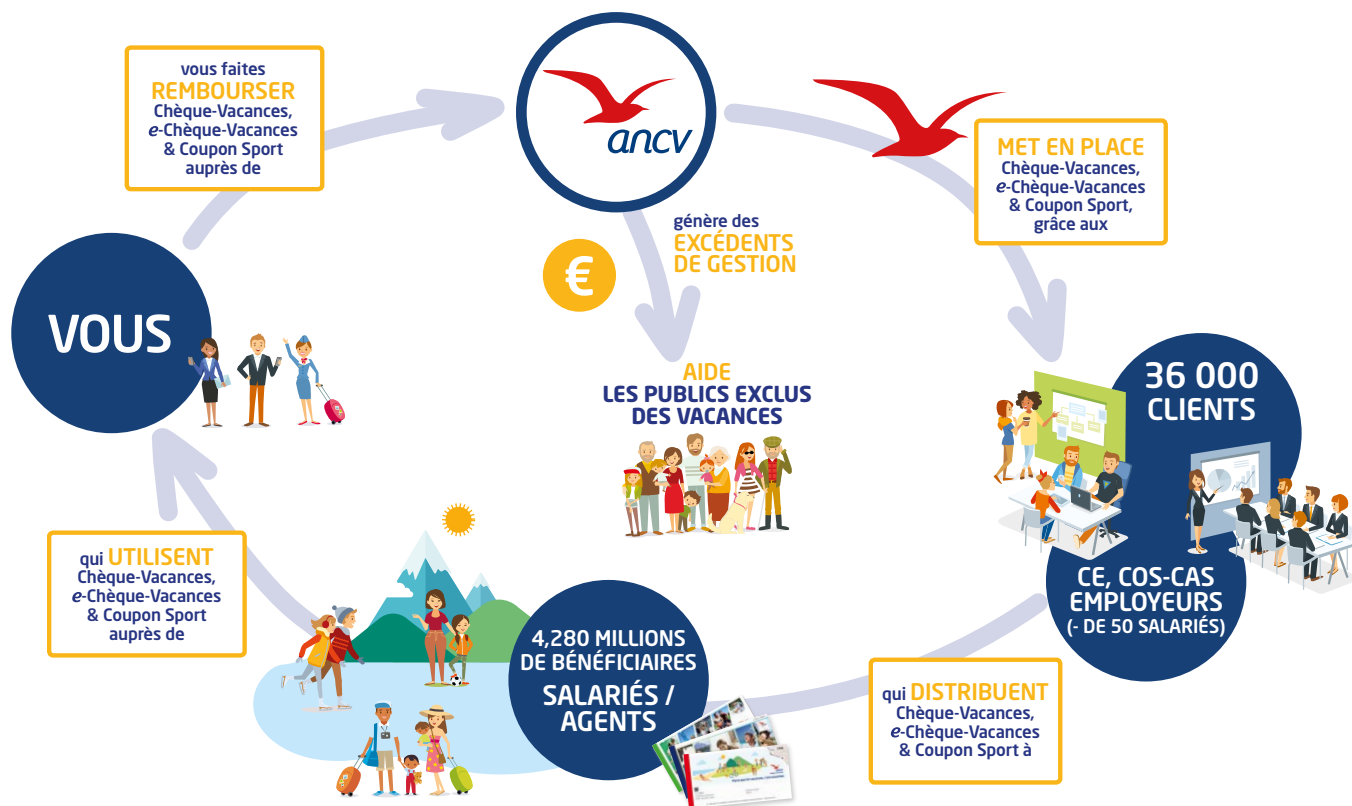 vous faites
REMBOURSER
Chèque-Vacances,
e-Chèque-Vacances
& Coupon Sport
auprès de
ancv
MET EN PLACE
Chèque-Vacances,
e-Chèque-Vacances
& Coupon Sport,
grâce aux
génère des
EXCÉDENTS
DE GESTION
€
VOUS
AIDE
LES PUBLICS EXCLUS
DES VACANCES
36 000
CLIENTS
CE, COS-CAS
EMPLOYEURS
(- DE 50 SALARIÉS)
qui UTILISENT
Chèque-Vacances,
e-Chèque-Vacances
& Coupon Sport
auprès de
4,280 MILLIONS
DE BÉNÉFICIAIRES
SALARIÉS /
AGENTS
qui DISTRIBUENT
Chèque-Vacances,
e-Chèque-Vacances
& Coupon Sport à